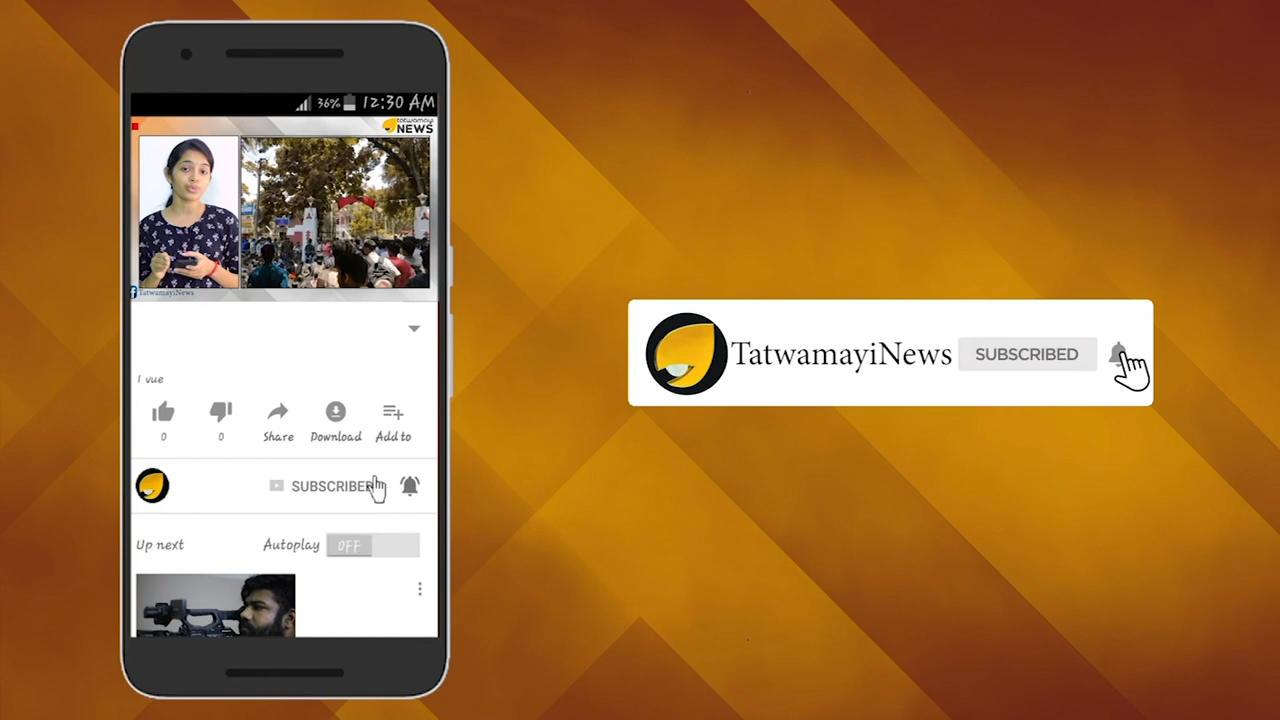 36% 12:30 AM
tatwamayi
NEWS
TatwamayiNews
1 vue
0 0 Share Download Add to
SUBSCRIBED
Up next Autoplay OFF
TatwamayiNews SUBSCRIBED